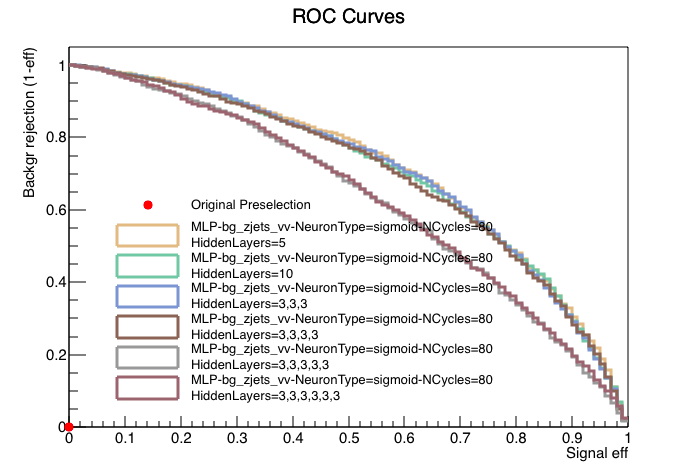 ROC Curves
Backgr rejection (1-eff)
1
0.8
0.6
0.4
0.2
0
Original Preselection
MLP-bg_zjets_vv-NeuronType=sigmoid-NCycles=80
HiddenLayers=5
MLP-bg_zjets_vv-NeuronType=sigmoid-NCycles=80
HiddenLayers=10
MLP-bg_zjets_vv-NeuronType=sigmoid-NCycles=80
HiddenLayers=3,3,3
MLP-bg_zjets_vv-NeuronType=sigmoid-NCycles=80
HiddenLayers=3,3,3,3
MLP-bg_zjets_vv-NeuronType=sigmoid-NCycles=80
HiddenLayers=3,3,3,3,3
MLP-bg_zjets_vv-NeuronType=sigmoid-NCycles=80
HiddenLayers=3,3,3,3,3,3
0 0.1 0.2 0.3 0.4 0.5 0.6 0.7 0.8 0.9 1
Signal eff